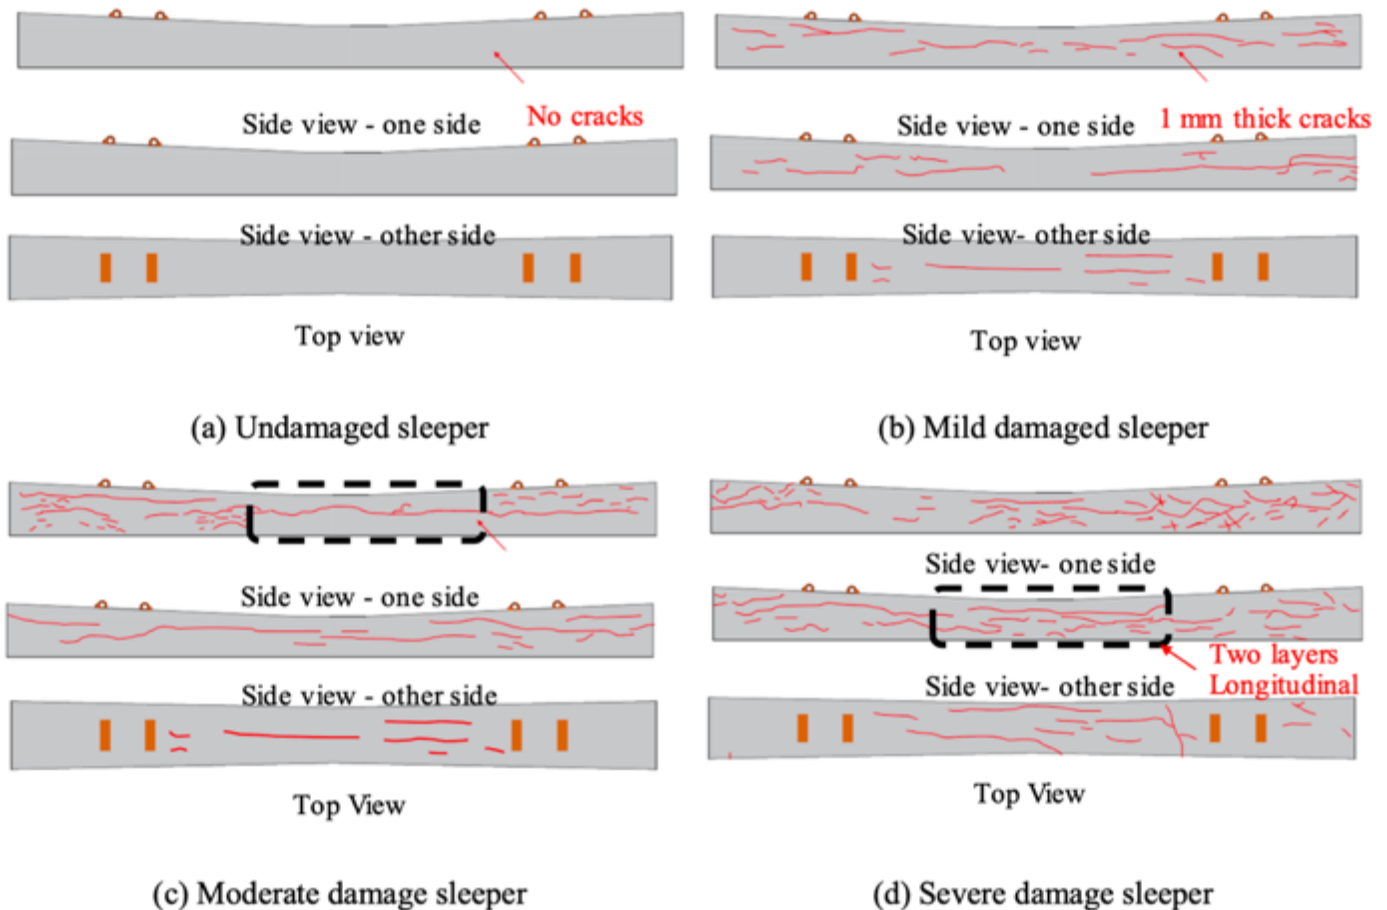 No cracks
Side view - one side
Side view - other side
Top view
(a) Undamaged sleeper
Side view - one side
1 mm thick cracks
Side view- other side
Top view
(b) Mild damaged sleeper
Side view - one side
Side view - other side
Top View
(c) Moderate damage sleeper
Side view- one side
Two layers
Longitudinal
Side view- other side
Top View
(d) Severe damage sleeper